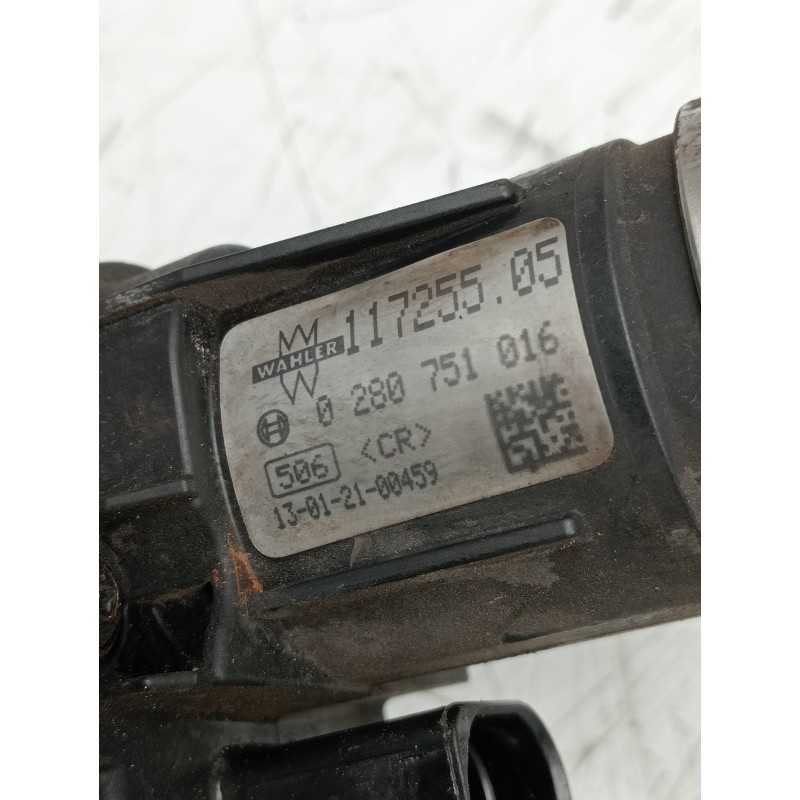 WAHLER 117255.05
0 280 751 016
506 <CR>
13-01-21-00459